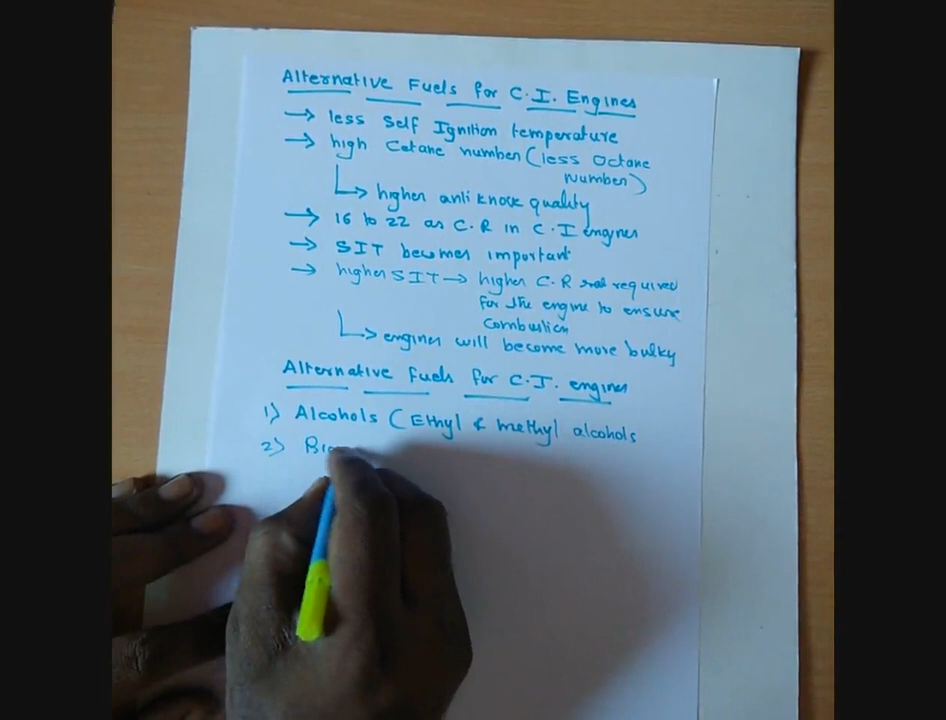 Alternative Fuels for C.I. Engines
→ less Self Ignition temperature
→ high Cetane number (less Octane
number)
↳ higher anti knock quality
→ 16 to 22 as C.R in C.I engines
→ SIT becomes important
→ higher SIT → higher C.R required
for the engine to ensure
Combustion
↳ engines will become more bulky
Alternative fuels for C.I. engines
1) Alcohols (Ethyl & methyl alcohols
2) Bio